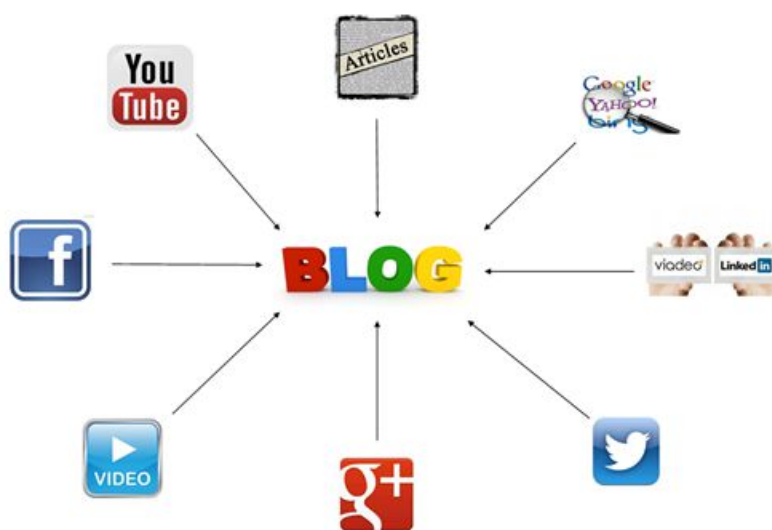 You
Tube
Articles
Google
YAHOO!
bing
f
BLOG
viadeo
Linked in
VIDEO
g+